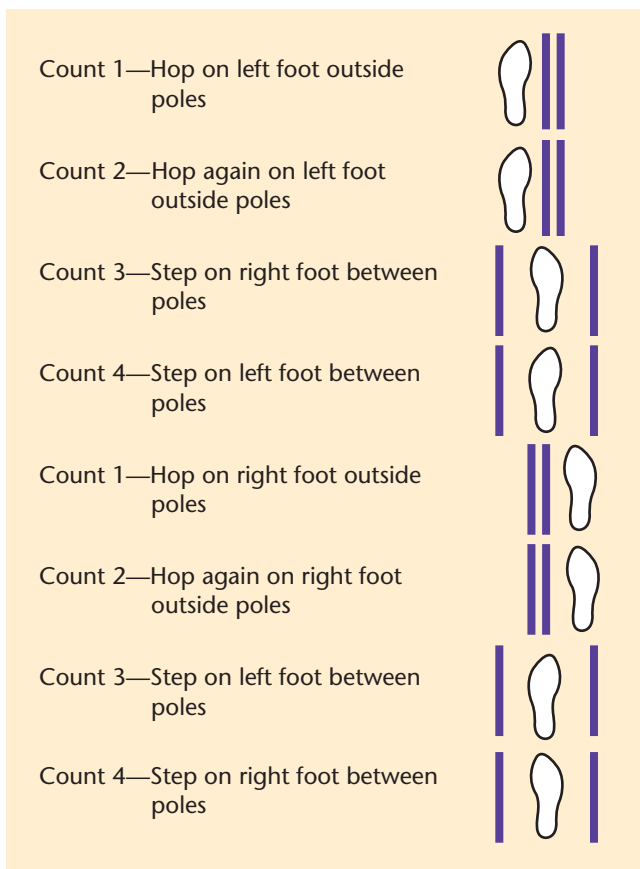 Count 1—Hop on left foot outside
poles
Count 2—Hop again on left foot
outside poles
Count 3—Step on right foot between
poles
Count 4—Step on left foot between
poles
Count 1—Hop on right foot outside
poles
Count 2—Hop again on right foot
outside poles
Count 3—Step on left foot between
poles
Count 4—Step on right foot between
poles